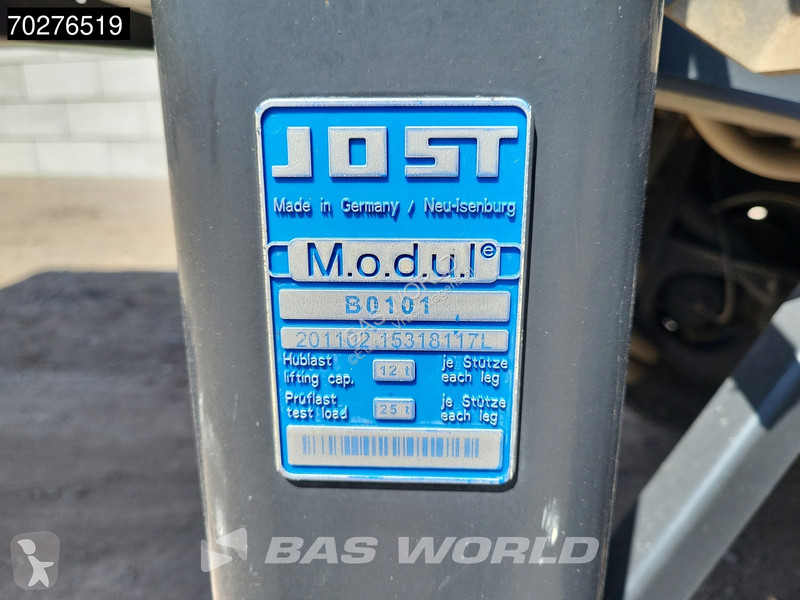 70276519
JOST
Made in Germany / Neu-Isenburg
M.o.d.u.l e
B0101
201102 15318117L
Hublast 12 t je Stütze
lifting cap. each leg
Prüflast 25 t je Stütze
test load each leg
BAS WORLD